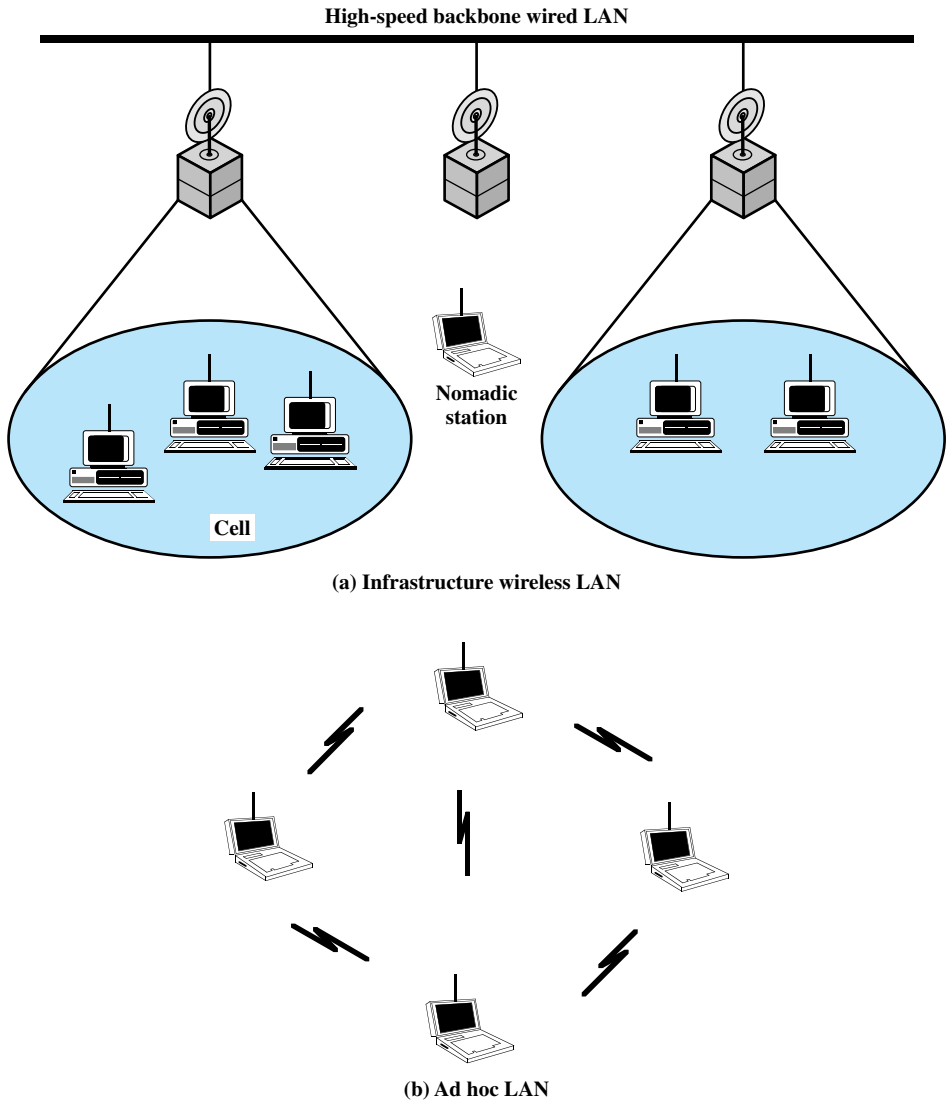 High-speed backbone wired LAN
Nomadic
station
Cell
(a) Infrastructure wireless LAN
(b) Ad hoc LAN